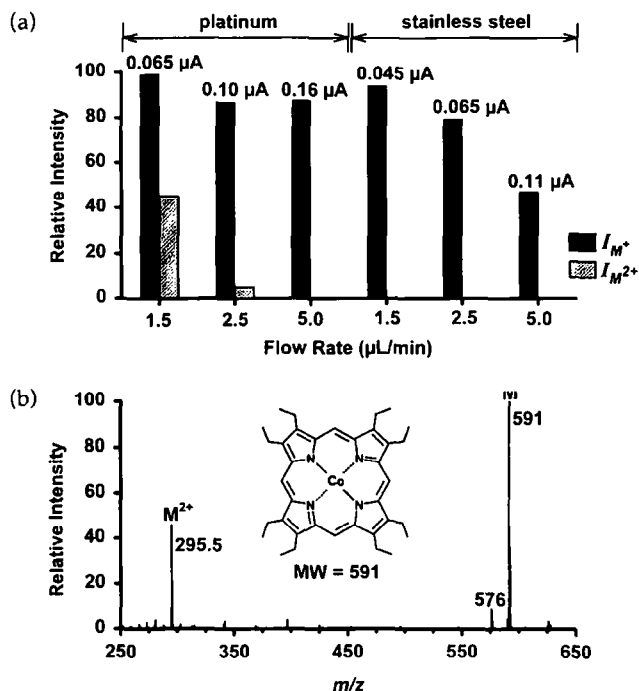 (a)
platinum
stainless steel
Relative Intensity
100
80
60
40
20
0
0.065 µA
0.10 µA
0.16 µA
0.045 µA
0.065 µA
0.11 µA
I_M+
I_M2+
1.5
2.5
5.0
1.5
2.5
5.0
Flow Rate (µL/min)
(b)
Relative Intensity
100
80
60
40
20
0
M2+
295.5
N
N
Co
N
N
MW = 591
576
591
250
350
450
550
650
m/z